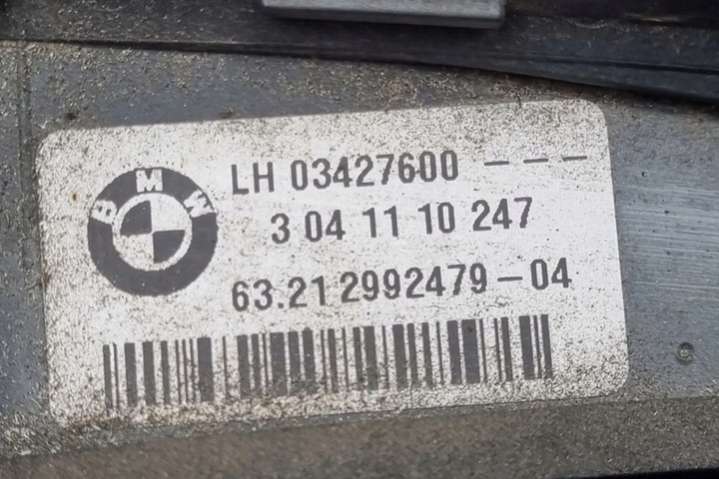 BMW
LH 03427600 ---
3 04 11 10 247
63.21 2992479-04